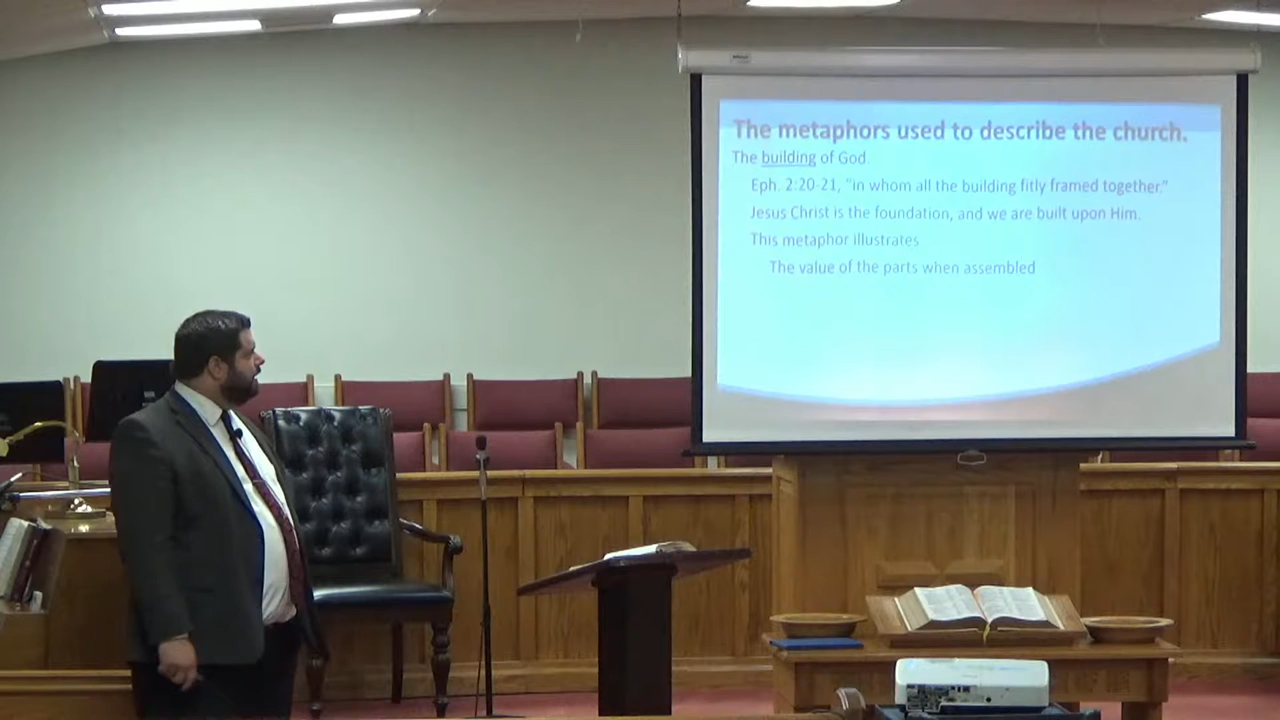 The metaphors used to describe the church.
The building of God.
Eph. 2:20-21, “in whom all the building fitly framed together.”
Jesus Christ is the foundation, and we are built upon Him.
This metaphor illustrates
The value of the parts when assembled